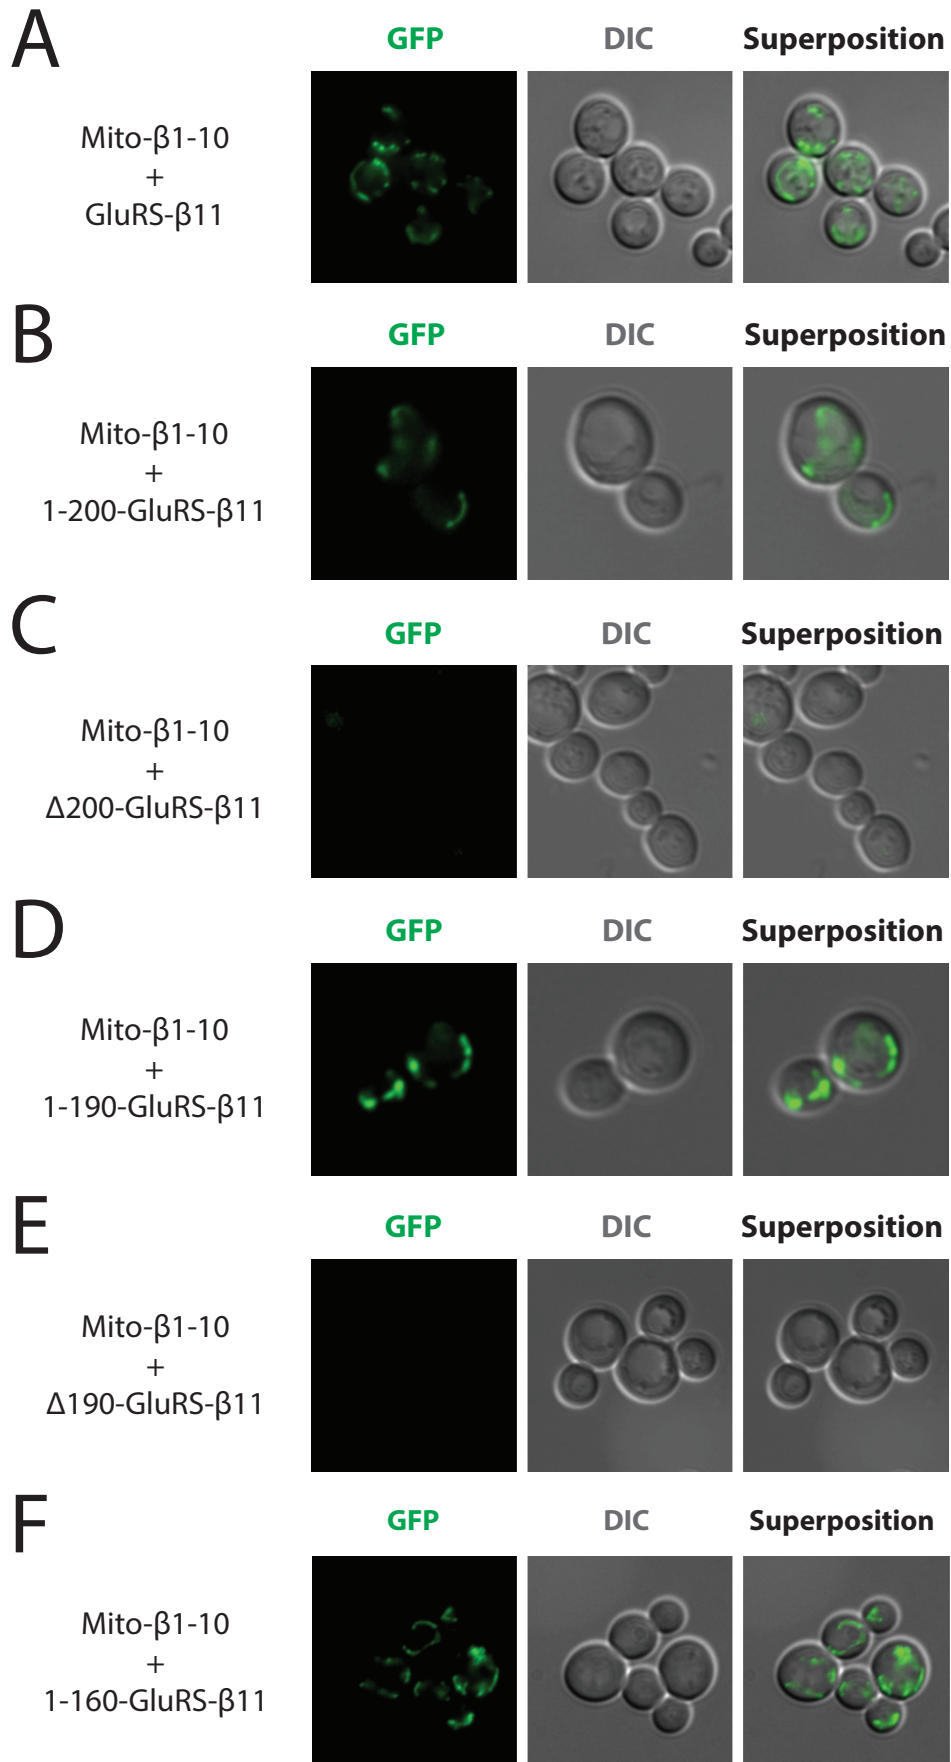 A
GFP DIC Superposition
Mito-β1-10
+
GluRS-β11
B
GFP DIC Superposition
Mito-β1-10
+
1-200-GluRS-β11
C
GFP DIC Superposition
Mito-β1-10
+
Δ200-GluRS-β11
D
GFP DIC Superposition
Mito-β1-10
+
1-190-GluRS-β11
E
GFP DIC Superposition
Mito-β1-10
+
Δ190-GluRS-β11
F
GFP DIC Superposition
Mito-β1-10
+
1-160-GluRS-β11